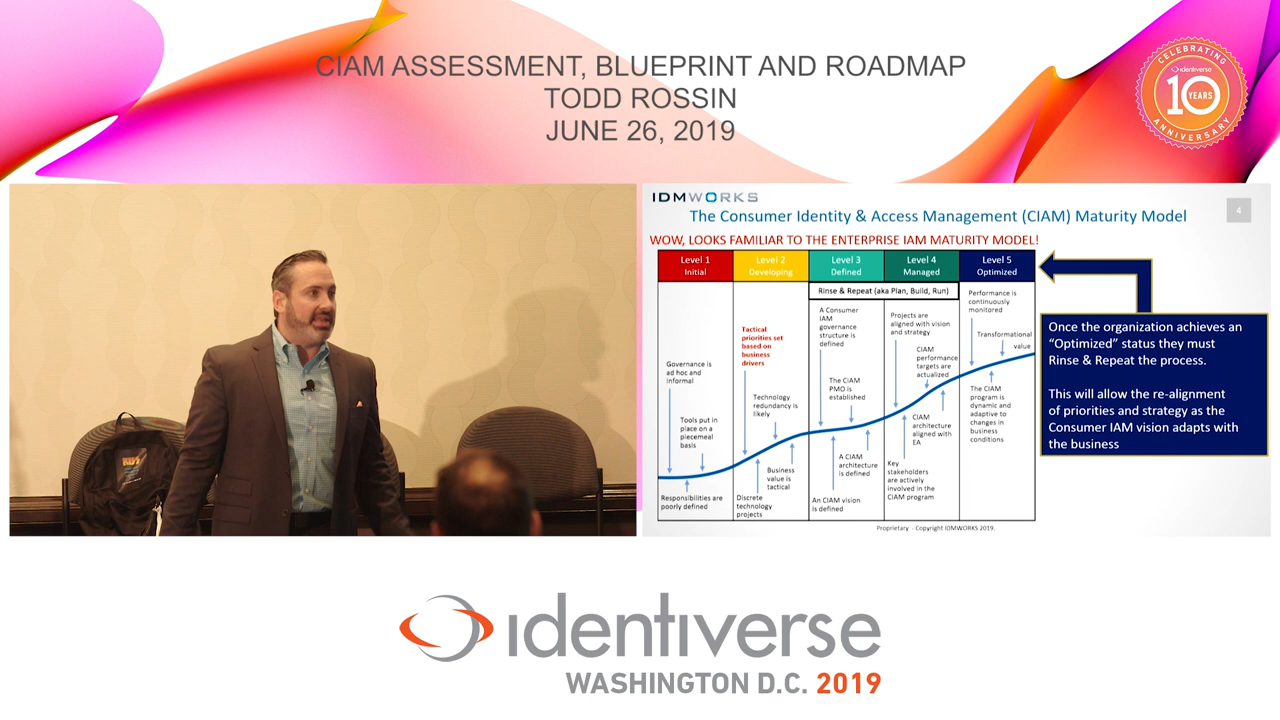 CIAM ASSESSMENT, BLUEPRINT AND ROADMAP
TODD ROSSIN
JUNE 26, 2019
CELEBRATING
identiverse
10
YEARS
ANNIVERSARY
IDMWORKS
4
The Consumer Identity & Access Management (CIAM) Maturity Model
WOW, LOOKS FAMILIAR TO THE ENTERPRISE IAM MATURITY MODEL!
Level 1
Initial
Level 2
Developing
Level 3
Defined
Level 4
Managed
Level 5
Optimized
Rinse & Repeat (aka Plan, Build, Run)
Governance is
ad hoc and
informal
Tools put in
place on a
piecemeal
basis
Responsibilities are
poorly defined
Tactical
priorities set
based on
business
drivers
Technology
redundancy is
likely
Business
value is
tactical
Discrete
technology
projects
A Consumer
IAM
governance
structure is
defined
The CIAM
PMO is
established
A CIAM
architecture
is defined
An CIAM vision
is defined
Projects are
aligned with vision
and strategy
CIAM
performance
targets are
actualized
CIAM
architecture
aligned with
EA
Key
stakeholders
are actively
involved in the
CIAM program
Performance is
continuously
monitored
Transformational
value
The CIAM
program is
dynamic and
adaptive to
changes in
business
conditions
Once the organization achieves an
“Optimized” status they must
Rinse & Repeat the process.
This will allow the re-alignment
of priorities and strategy as the
Consumer IAM vision adapts with
the business
Proprietary - Copyright IDMWORKS 2019.
identiverse
WASHINGTON D.C. 2019